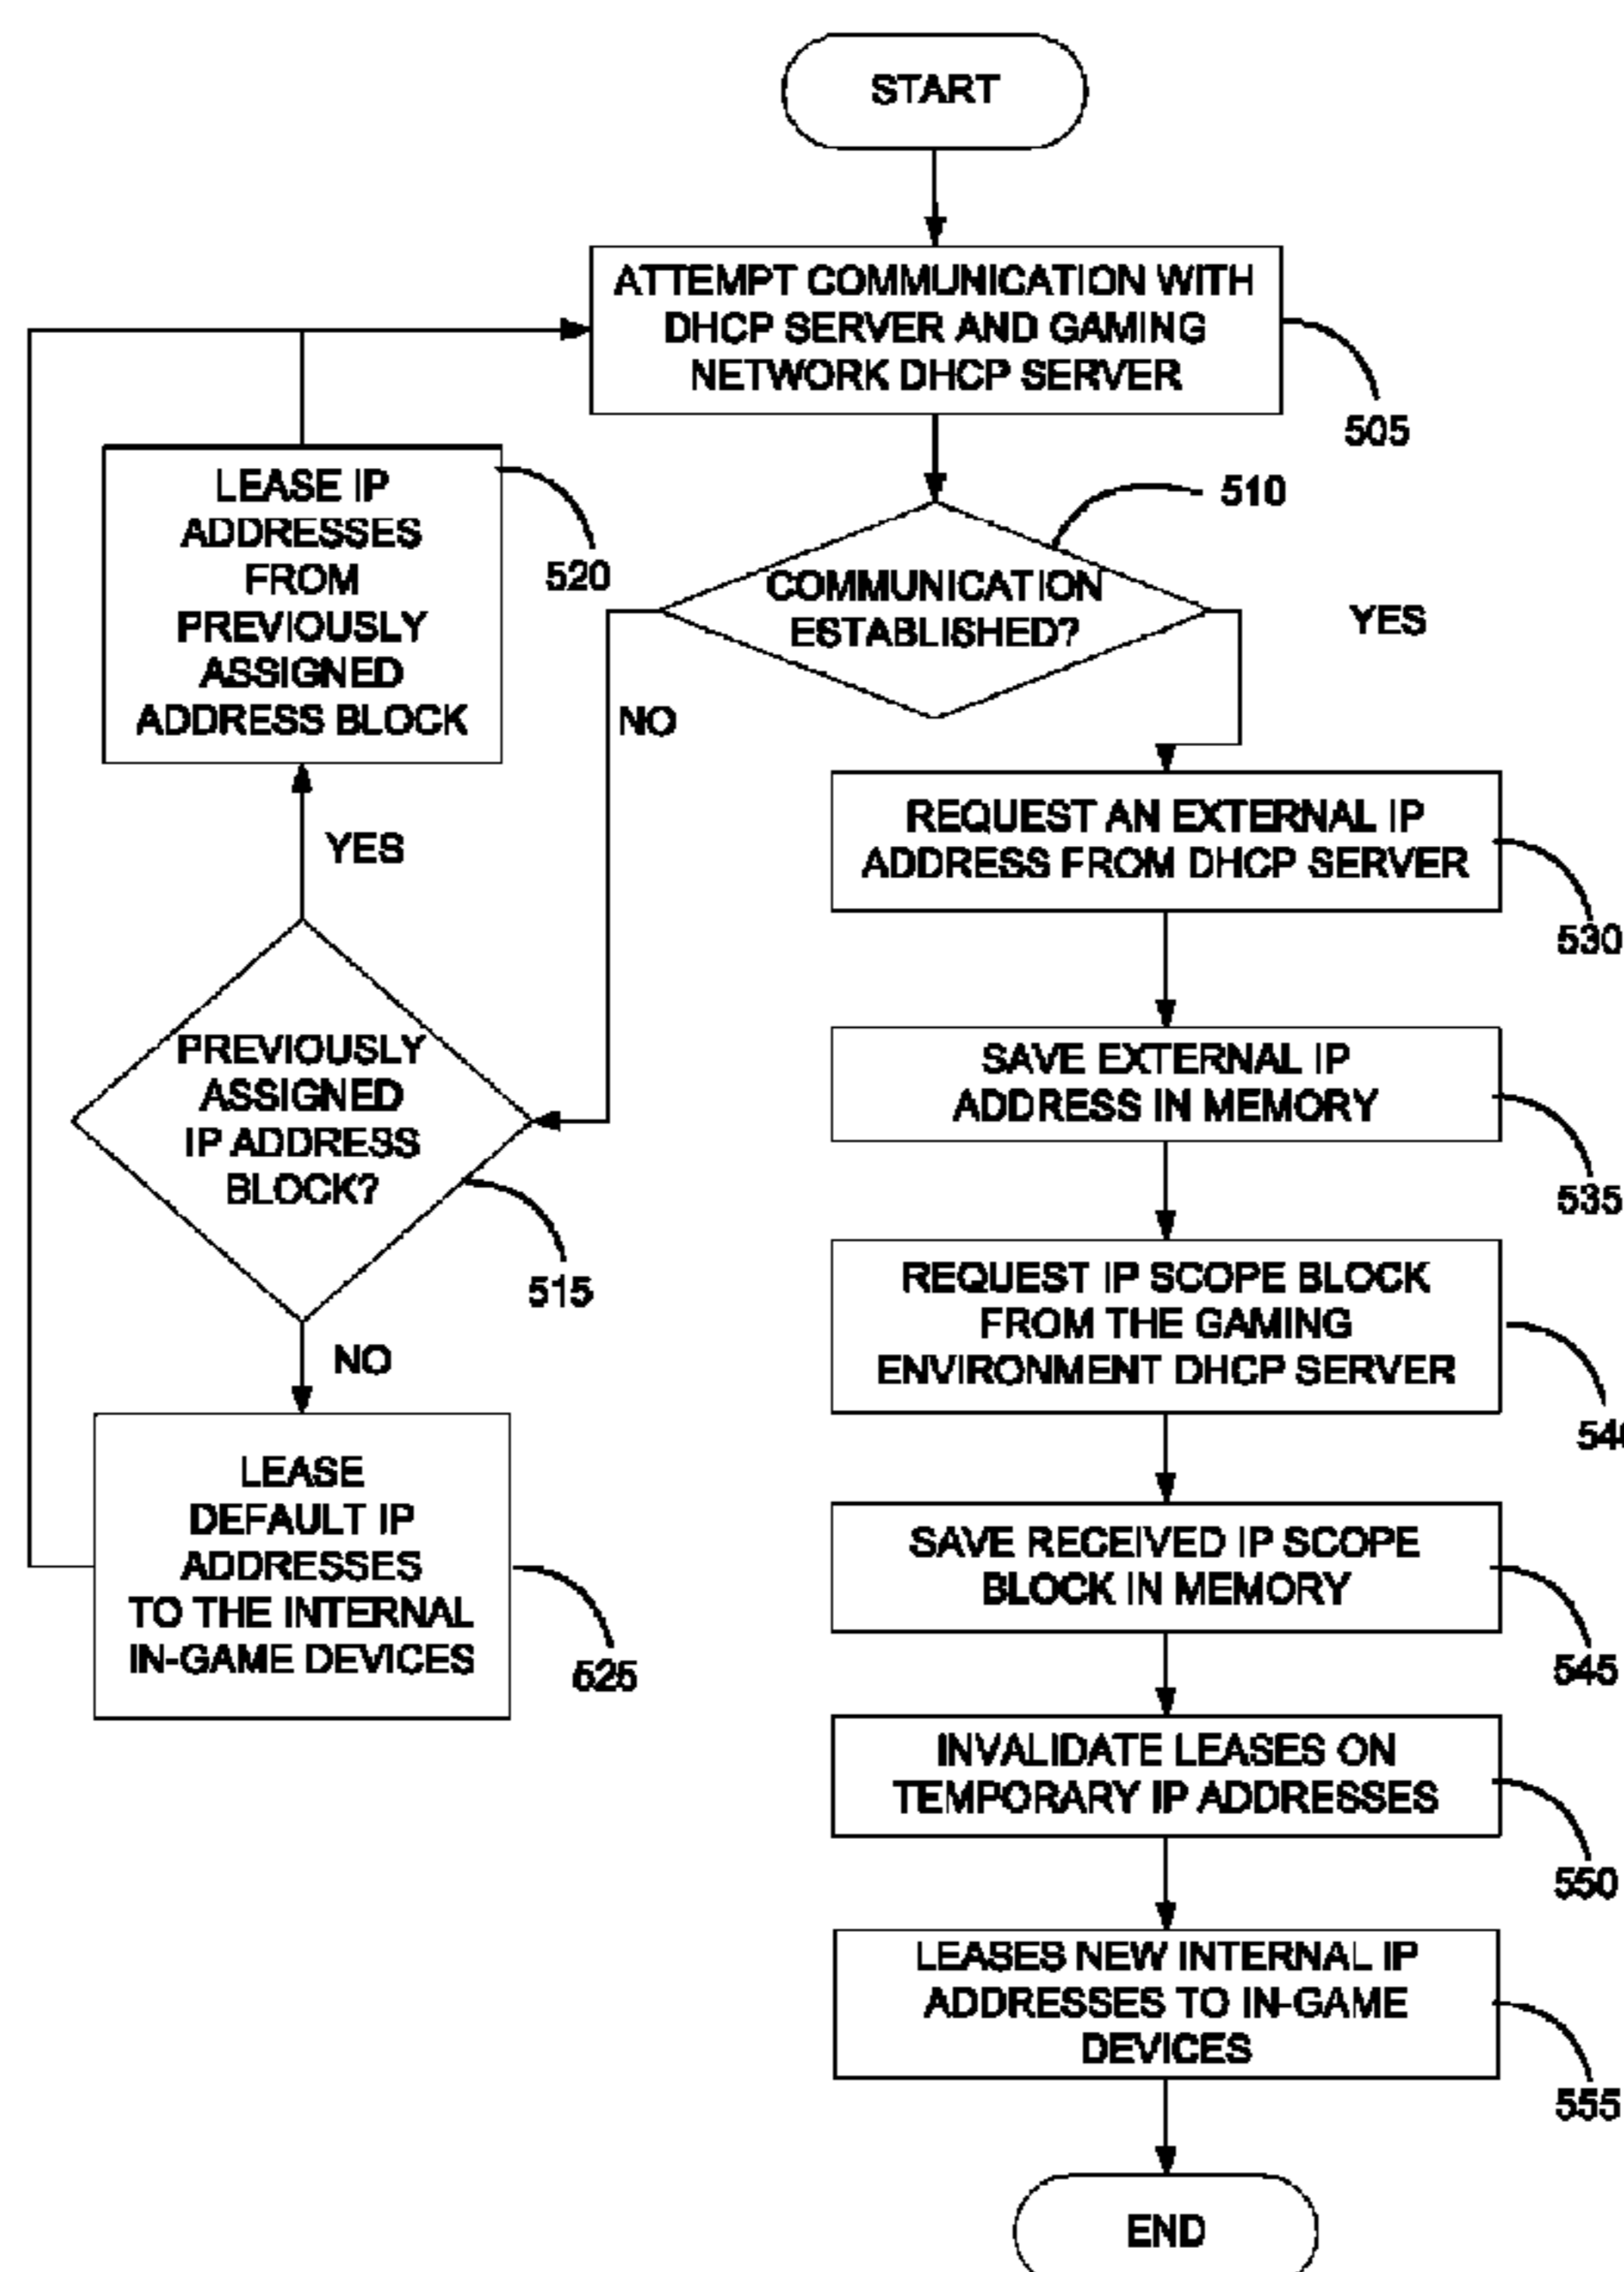 START
ATTEMPT COMMUNICATION WITH
DHCP SERVER AND GAMING
NETWORK DHCP SERVER
505
LEASE IP
ADDRESSES
FROM
PREVIOUSLY
ASSIGNED
ADDRESS BLOCK
520
510
COMMUNICATION
ESTABLISHED?
YES
NO
REQUEST AN EXTERNAL IP
ADDRESS FROM DHCP SERVER
530
YES
PREVIOUSLY
ASSIGNED
IP ADDRESS
BLOCK?
515
SAVE EXTERNAL IP
ADDRESS IN MEMORY
535
REQUEST IP SCOPE BLOCK
FROM THE GAMING
ENVIRONMENT DHCP SERVER
NO
LEASE
DEFAULT IP
ADDRESSES
TO THE INTERNAL
IN-GAME DEVICES
525
SAVE RECEIVED IP SCOPE
BLOCK IN MEMORY
545
INVALIDATE LEASES ON
TEMPORARY IP ADDRESSES
550
LEASES NEW INTERNAL IP
ADDRESSES TO IN-GAME
DEVICES
555
END